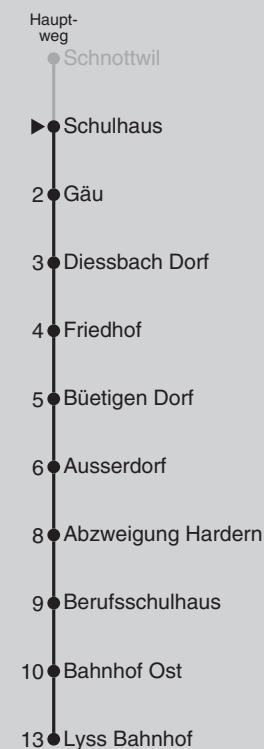 Haupt-
weg
Schnottwil
Schulhaus
2 Gäu
3 Diessbach Dorf
4 Friedhof
5 Büetigen Dorf
6 Ausserdorf
8 Abzweigung Hardern
9 Berufsschulhaus
10 Bahnhof Ost
13 Lyss Bahnhof